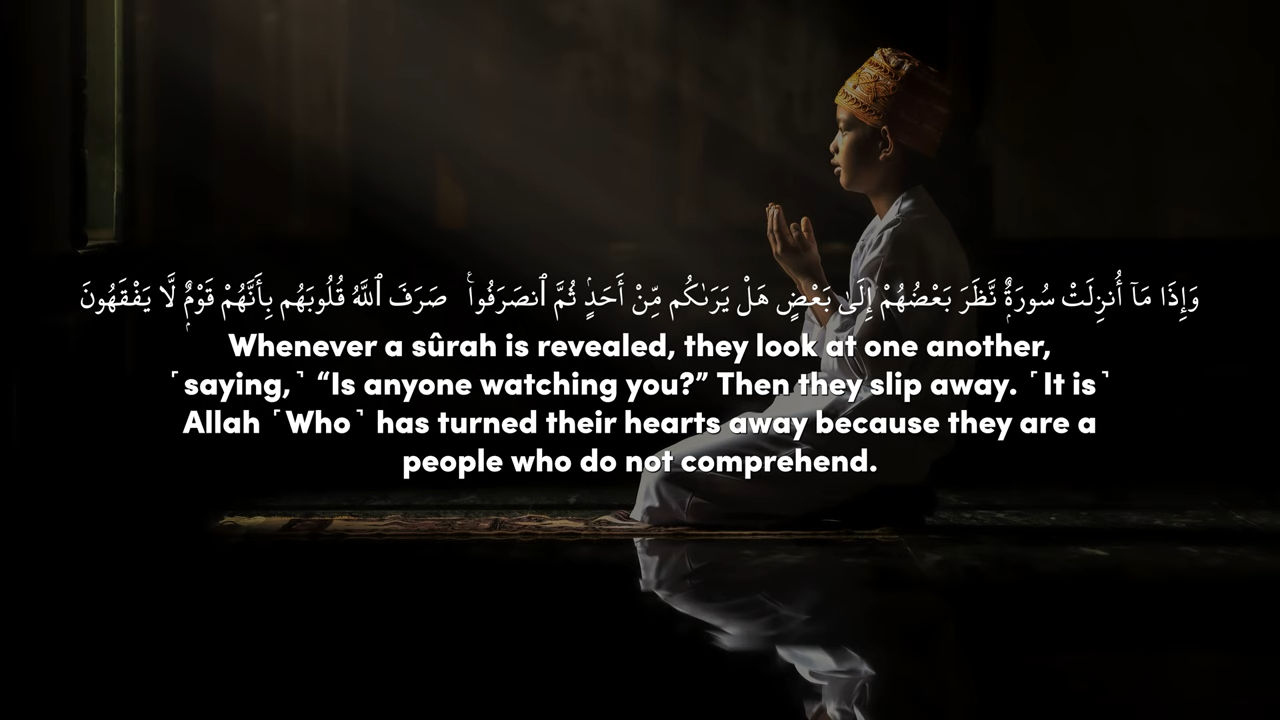 وَإِذَا مَآ أُنزِلَتْ سُورَةٌۭ نَّظَرَ بَعْضُهُمْ إِلَىٰ بَعْضٍ هَلْ يَرَىٰكُم مِّنْ أَحَدٍۢ ثُمَّ ٱنصَرَفُوا۟ ۚ صَرَفَ ٱللَّهُ قُلُوبَهُم بِأَنَّهُمْ قَوْمٌۭ لَّا يَفْقَهُونَ
Whenever a sûrah is revealed, they look at one another,
˹saying,˺ “Is anyone watching you?” Then they slip away. ˹It is˺
Allah ˹Who˺ has turned their hearts away because they are a
people who do not comprehend.